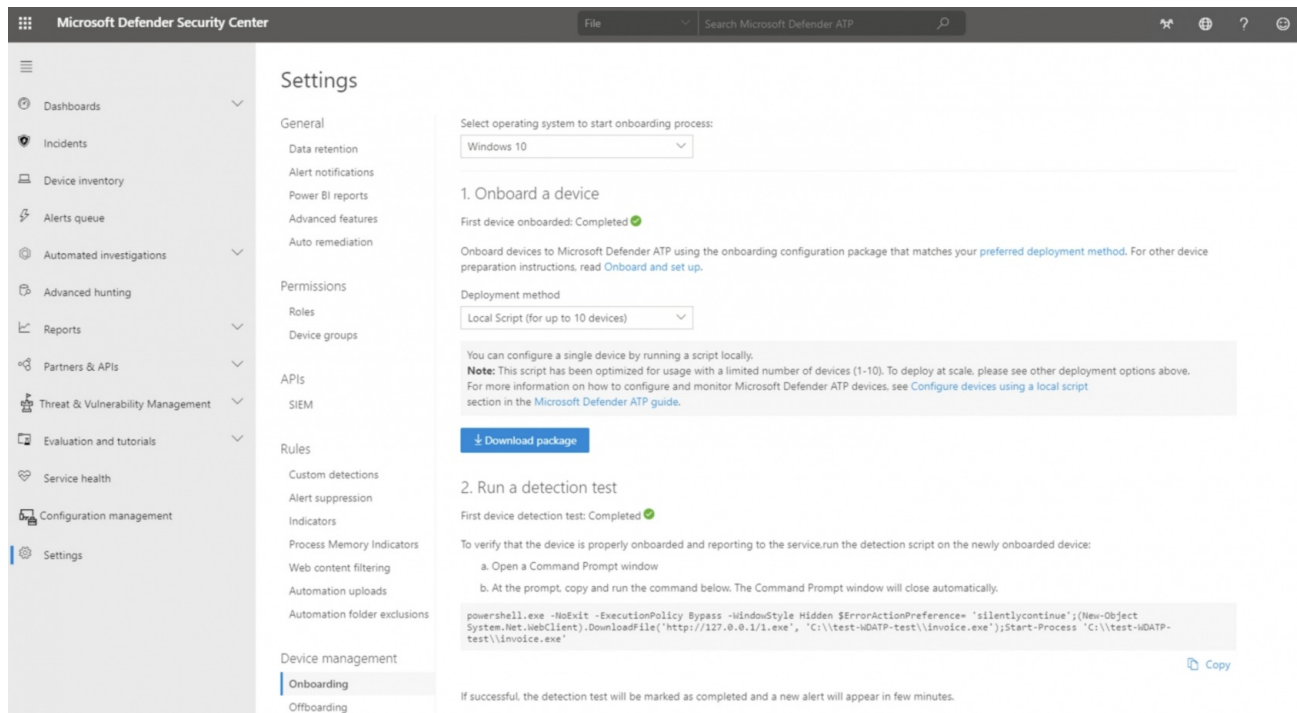 Microsoft Defender Security Center
File
Search Microsoft Defender ATP
?
Dashboards
Incidents
Device inventory
Alerts queue
Automated investigations
Advanced hunting
Reports
Partners & APIs
Threat & Vulnerability Management
Evaluation and tutorials
Service health
Configuration management
Settings
Settings
General
Data retention
Alert notifications
Power BI reports
Advanced features
Auto remediation
Permissions
Roles
Device groups
APIs
SIEM
Rules
Custom detections
Alert suppression
Indicators
Process Memory Indicators
Web content filtering
Automation uploads
Automation folder exclusions
Device management
Onboarding
Offboarding
Select operating system to start onboarding process:
Windows 10
1. Onboard a device
First device onboarded: Completed
Onboard devices to Microsoft Defender ATP using the onboarding configuration package that matches your preferred deployment method. For other device
preparation instructions, read Onboard and set up.
Deployment method
Local Script (for up to 10 devices)
You can configure a single device by running a script locally.
Note: This script has been optimized for usage with a limited number of devices (1-10). To deploy at scale, please see other deployment options above.
For more information on how to configure and monitor Microsoft Defender ATP devices, see Configure devices using a local script
section in the Microsoft Defender ATP guide.
Download package
2. Run a detection test
First device detection test: Completed
To verify that the device is properly onboarded and reporting to the service,run the detection script on the newly onboarded device:
a. Open a Command Prompt window
b. At the prompt, copy and run the command below. The Command Prompt window will close automatically.
powershell.exe -NoExit -ExecutionPolicy Bypass -WindowStyle Hidden $ErrorActionPreference= 'silentlycontinue';(New-Object
System.Net.WebClient).DownloadFile('http://127.0.0.1/1.exe', 'C:\\test-WDATP-test\\invoice.exe');Start-Process 'C:\\test-WDATP-
test\\invoice.exe'
Copy
If successful, the detection test will be marked as completed and a new alert will appear in few minutes.